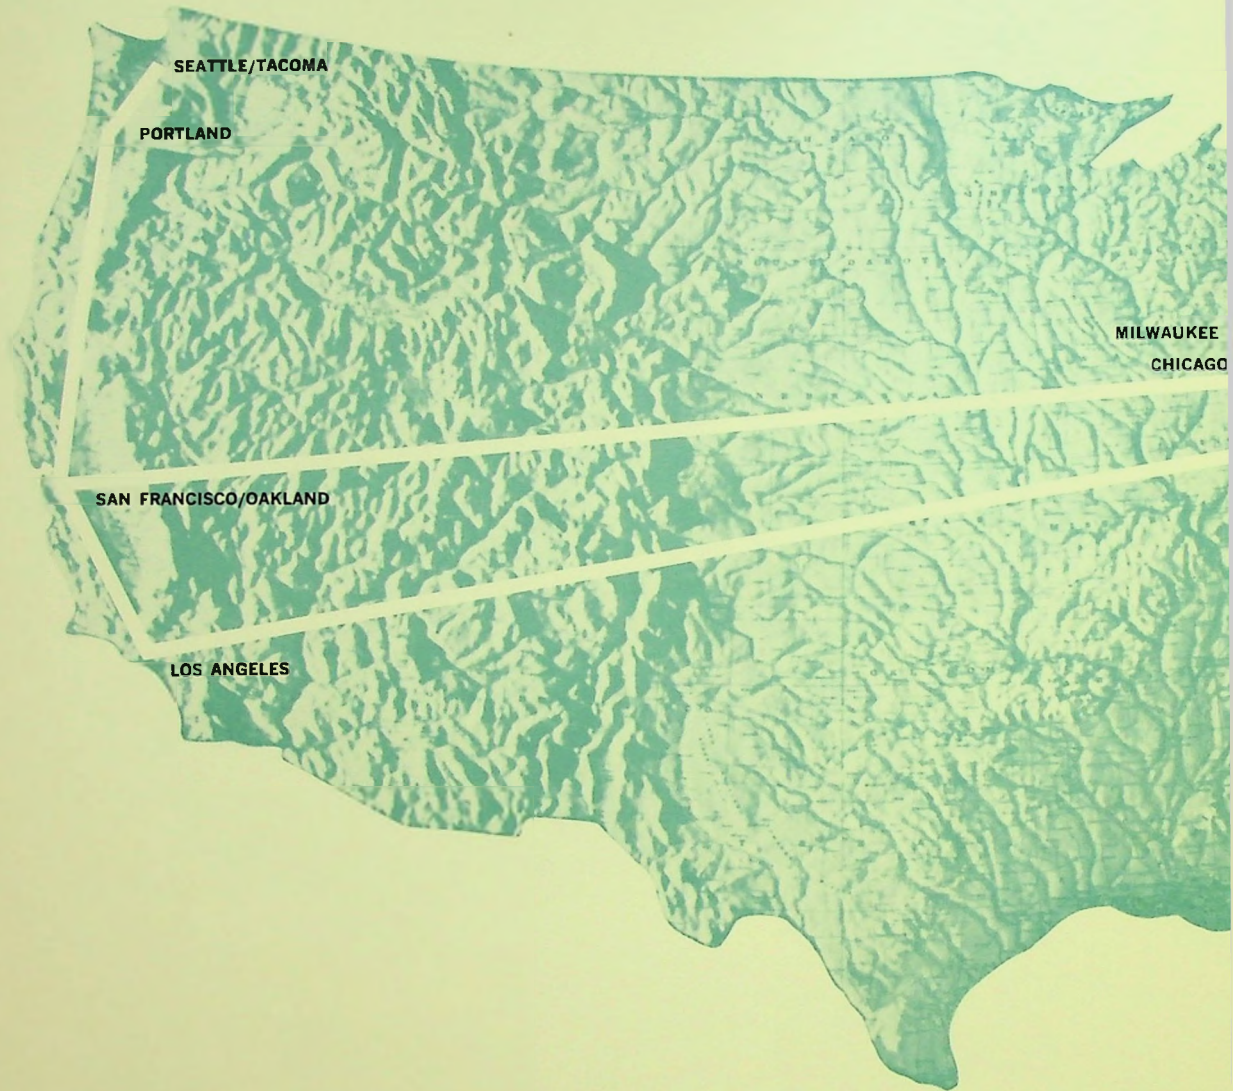 SEATTLE/TACOMA
PORTLAND
MILWAUKEE
CHICAGO
SAN FRANCISCO/OAKLAND
LOS ANGELES